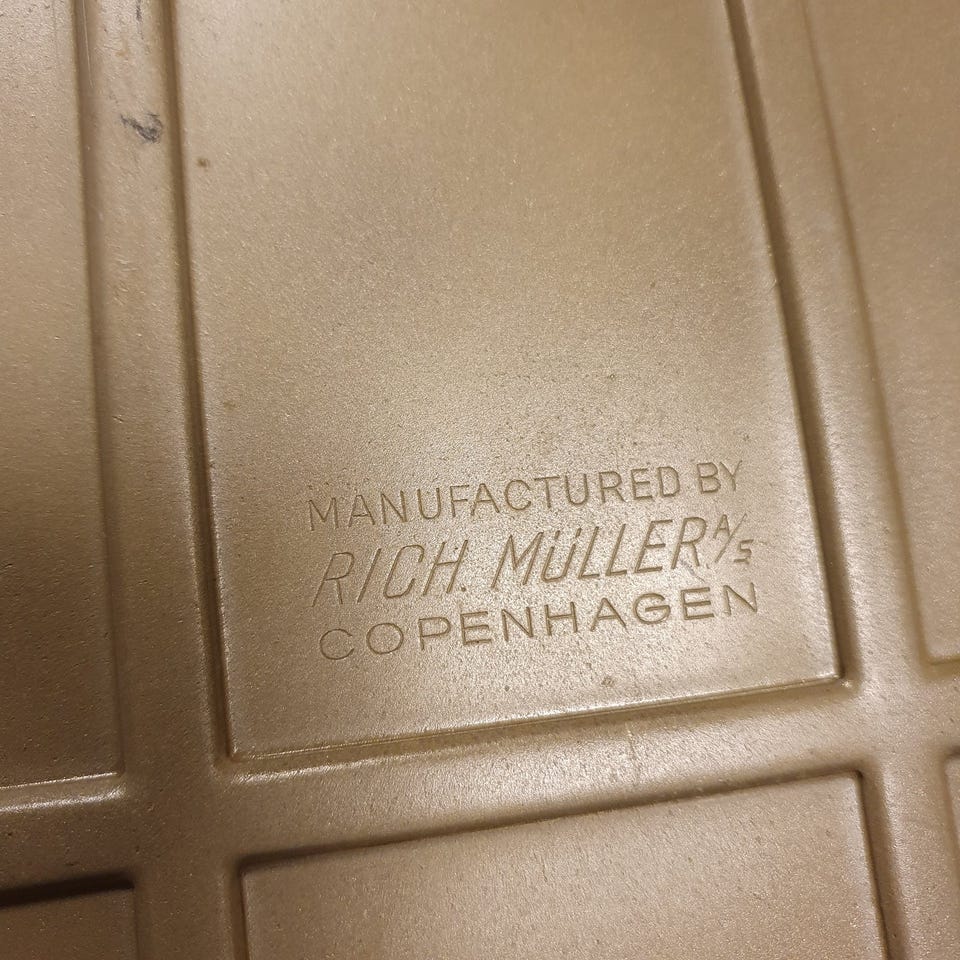 MANUFACTURED BY
RICH. MÜLLER A/S
COPENHAGEN